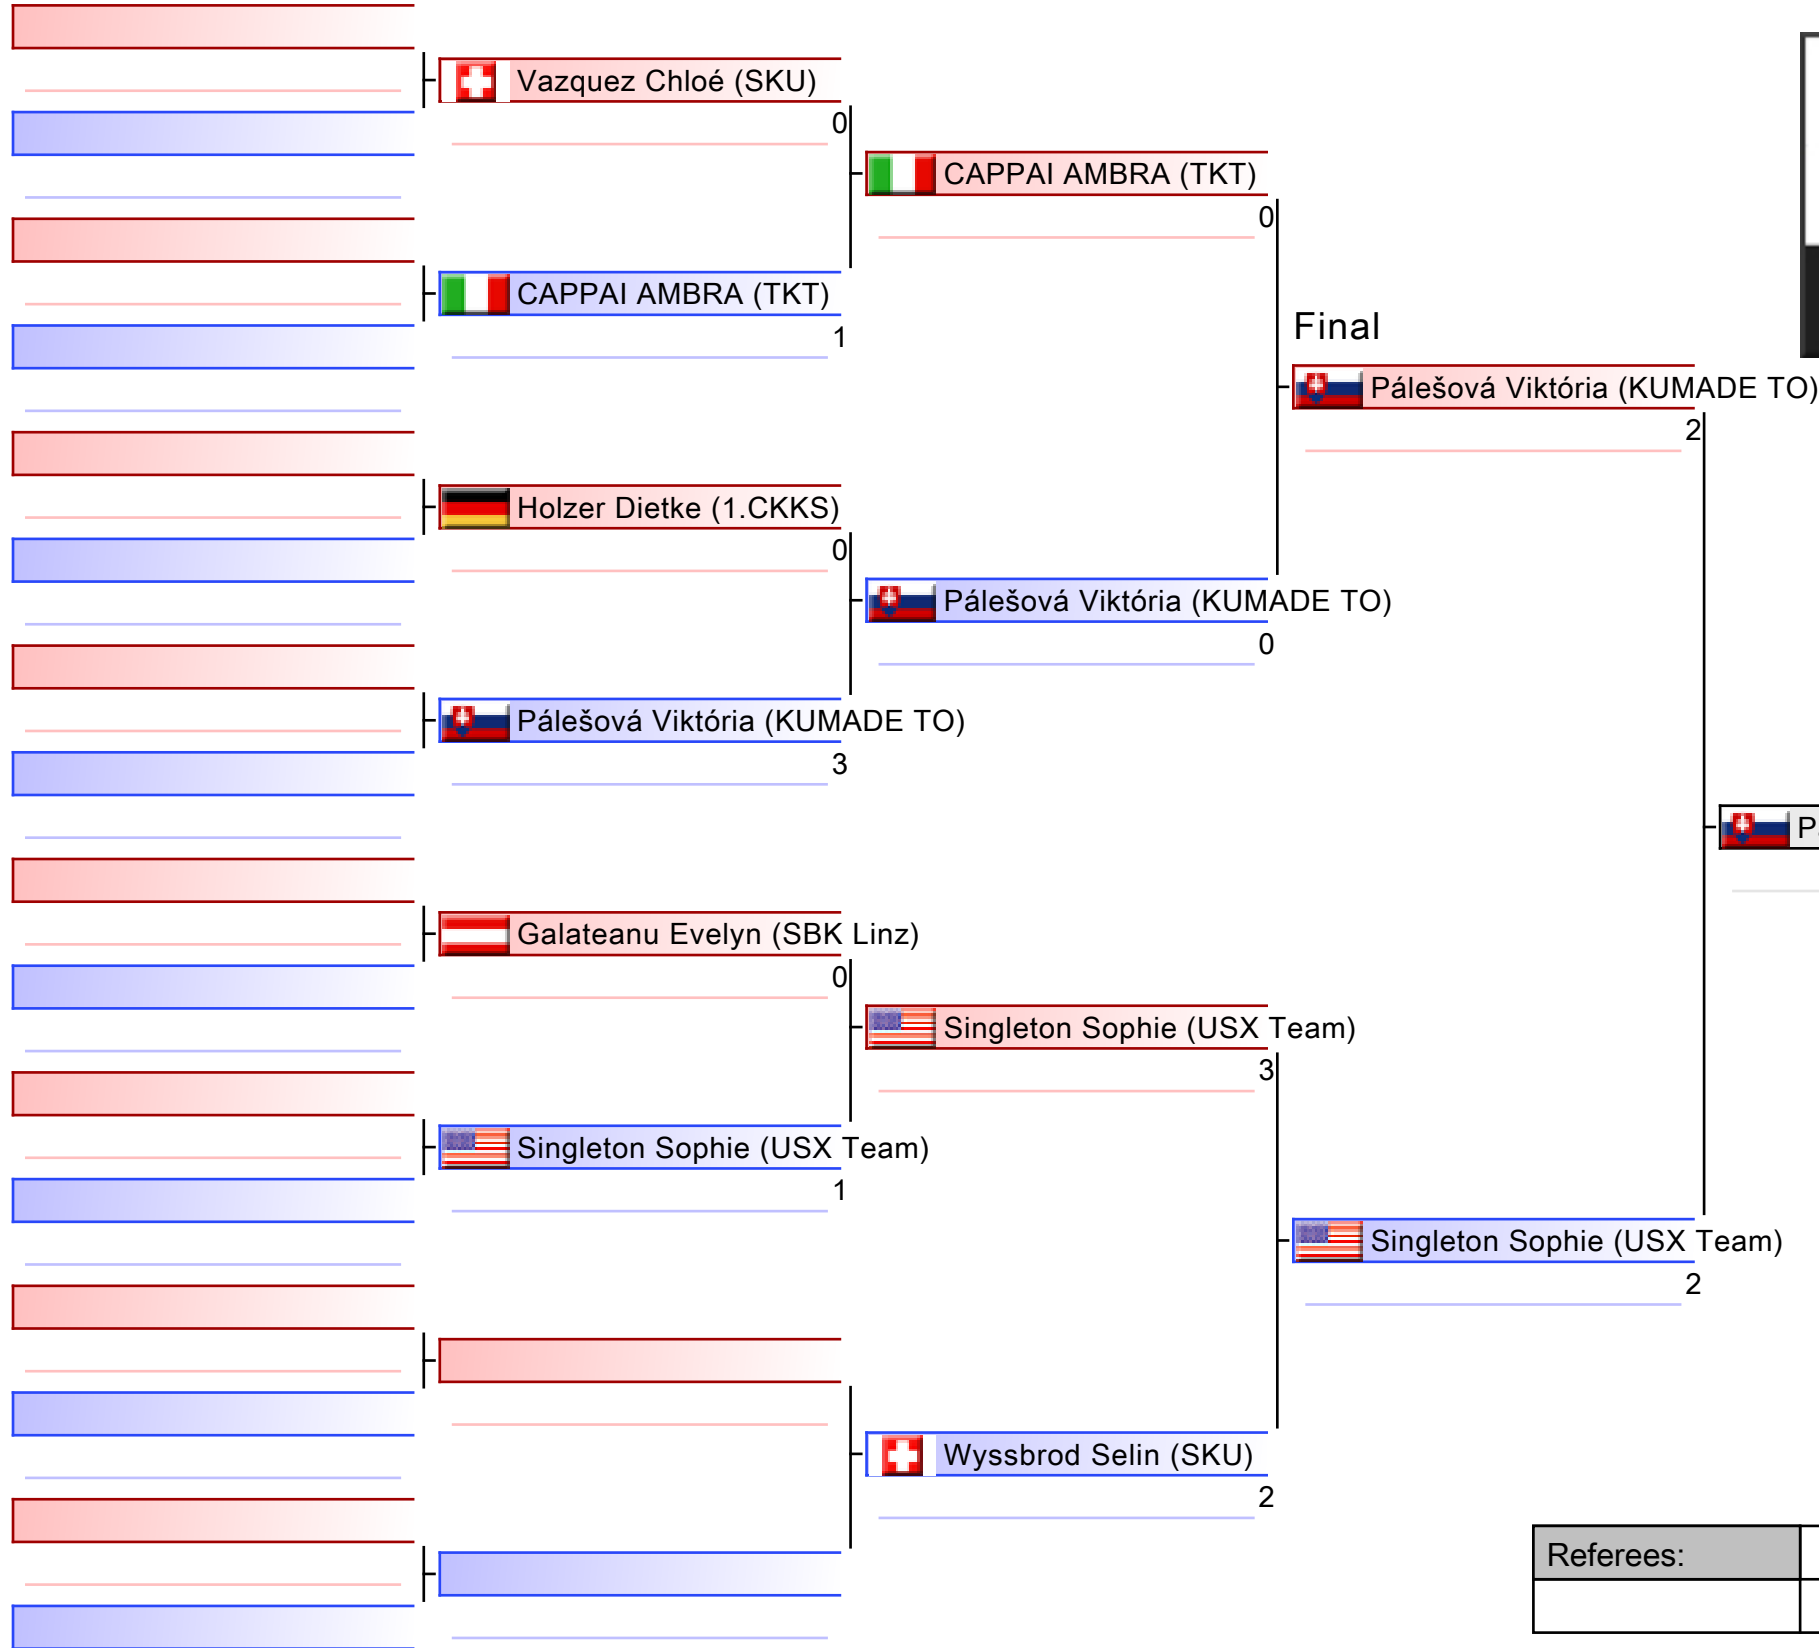 Vazquez Chloé (SKU)
0
CAPPAI AMBRA (TKT)
0
CAPPAI AMBRA (TKT)
1
Final
Pálešová Viktória (KUMADE TO)
2
Holzer Dietke (1.CKKS)
0
Pálešová Viktória (KUMADE TO)
0
Pálešová Viktória (KUMADE TO)
3
Galateanu Evelyn (SBK Linz)
0
Singleton Sophie (USX Team)
3
Singleton Sophie (USX Team)
1
Singleton Sophie (USX Team)
2
Wyssbrod Selin (SKU)
2
Referees: